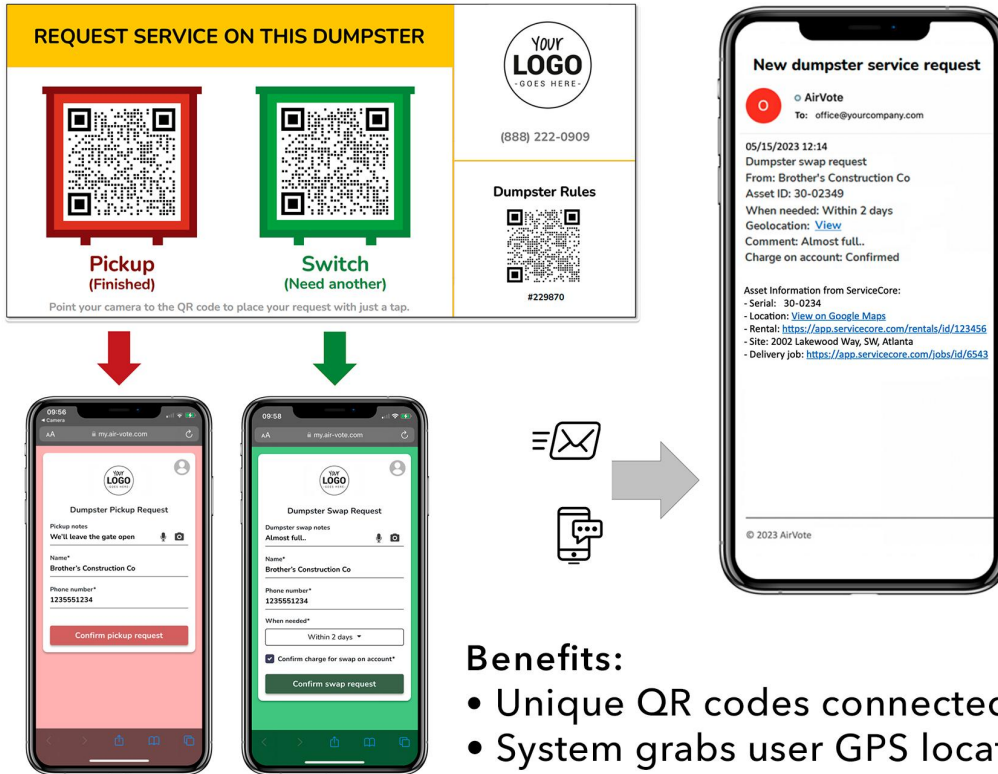 REQUEST SERVICE ON THIS DUMPSTER
Pickup
(Finished)
Switch
(Need another)
Point your camera to the QR code to place your request with just a tap.
Your
LOGO
-GOES HERE-
(888) 222-0909
Dumpster Rules
#229870
09:56
Camera
AA
my.air-vote.com
YOUR
LOGO
GOES HERE
Dumpster Pickup Request
Pickup notes
We'll leave the gate open
Name*
Brother's Construction Co
Phone number*
1235551234
Confirm pickup request
09:58
AA
my.air-vote.com
YOUR
LOGO
GOES HERE
Dumpster Swap Request
Dumpster swap notes
Almost full..
Name*
Brother's Construction Co
Phone number*
1235551234
When needed*
Within 2 days
Confirm charge for swap on account*
Confirm swap request
New dumpster service request
O
AirVote
To: office@yourcompany.com
05/15/2023 12:14
Dumpster swap request
From: Brother's Construction Co
Asset ID: 30-02349
When needed: Within 2 days
Geolocation: View
Comment: Almost full..
Charge on account: Confirmed
Asset Information from ServiceCore:
- Serial: 30-0234
- Location: View on Google Maps
- Rental: https://app.servicecore.com/rentals/id/123456
- Site: 2002 Lakewood Way, SW, Atlanta
- Delivery job: https://app.servicecore.com/jobs/id/6543
© 2023 AirVote
Benefits:
• Unique QR codes connected
• System grabs user GPS locat